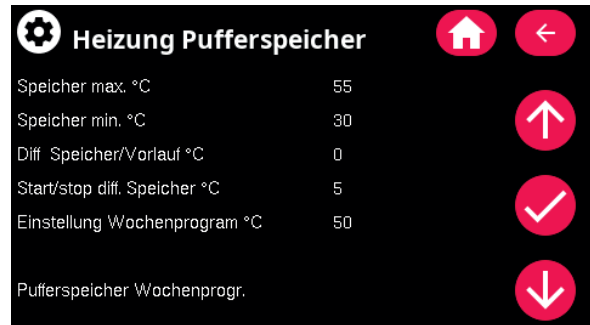 Heizung Pufferspeicher
Speicher max. °C 55
Speicher min. °C 30
Diff Speicher/Vorlauf °C 0
Start/stop diff. Speicher °C 5
Einstellung Wochenprogram °C 50
Pufferspeicher Wochenprogr.